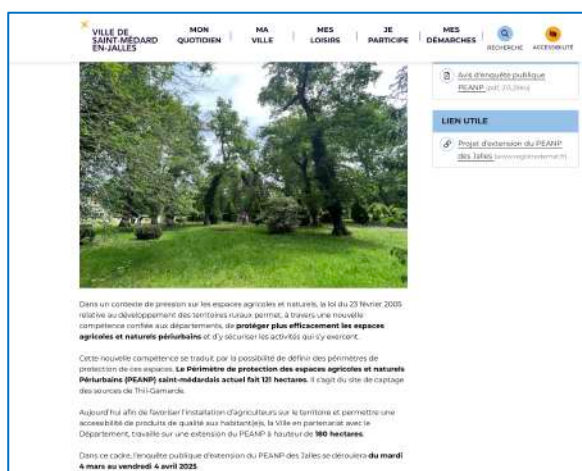 VILLE DE
SAINT-MÉDARD
EN-JALLES
MON
QUOTIDIEN
MA
VILLE
MES
LOISIRS
JE
PARTICIPE
MES
DÉMARCHES
RECHERCHE
ACCESSIBILITÉ
Avis d'enquête publique
PEANP (pdf,
LIEN UTILE
Projet d'extension du PEANP
des Jalles (www.registredemat.fr)
Dans un contexte de pression sur les espaces agricoles et naturels, la loi du 23 février 2005
relative au développement des territoires ruraux permet, à travers une nouvelle
compétence confiée aux départements, de protéger plus efficacement les espaces
agricoles et naturels périurbains et d'y sécuriser les activités qui s'y exercent.
Cette nouvelle compétence se traduit par la possibilité de définir des périmètres de
protection de ces espaces. Le Périmètre de protection des espaces agricoles et naturels
Périurbains (PEANP) saint-médardais actuel fait 121 hectares. Il s'agit du site de captage
des sources de Thil-Gamarde.
Aujourd'hui afin de favoriser l'installation d'agriculteurs sur le territoire et permettre une
accessibilité de produits de qualité aux habitant(e)s, la Ville en partenariat avec le
Département, travaille sur une extension du PEANP à hauteur de 180 hectares.
Dans ce cadre, l'enquête publique d'extension du PEANP des Jalles se déroulera du mardi
4 mars au vendredi 4 avril 2025